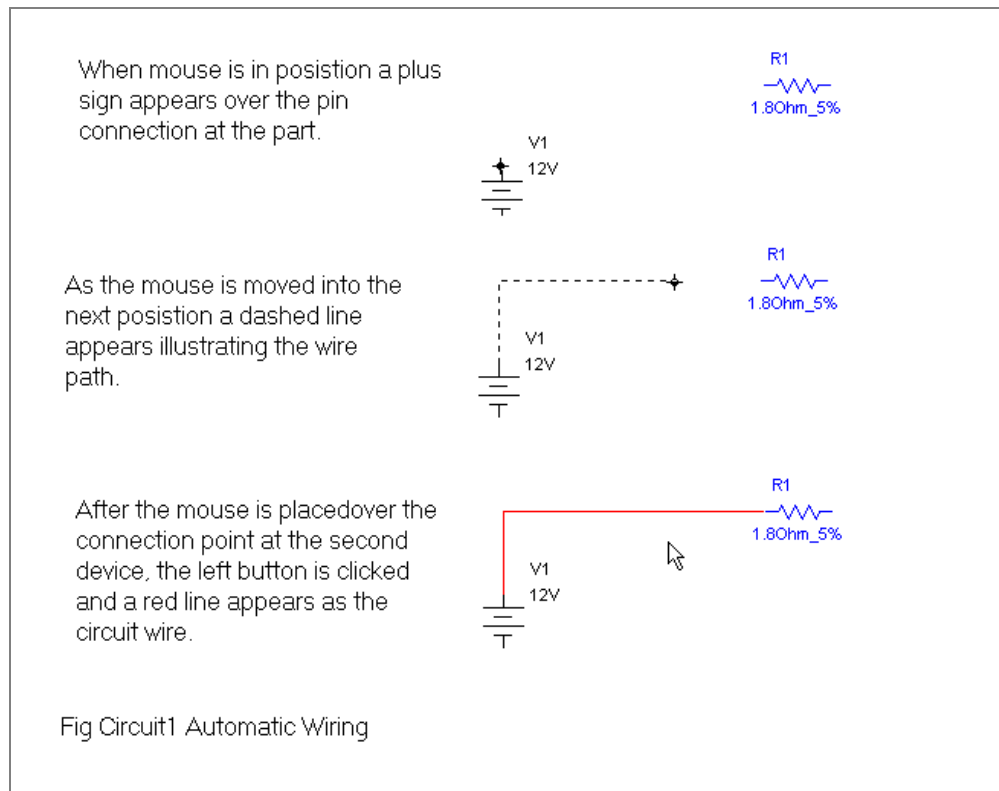 When mouse is in posistion a plus
sign appears over the pin
connection at the part.
R1
1.8Ohm_5%
V1
12V
As the mouse is moved into the
next posistion a dashed line
appears illustrating the wire
path.
R1
1.8Ohm_5%
V1
12V
After the mouse is placedover the
connection point at the second
device, the left button is clicked
and a red line appears as the
circuit wire.
R1
1.8Ohm_5%
V1
12V
Fig Circuit1 Automatic Wiring